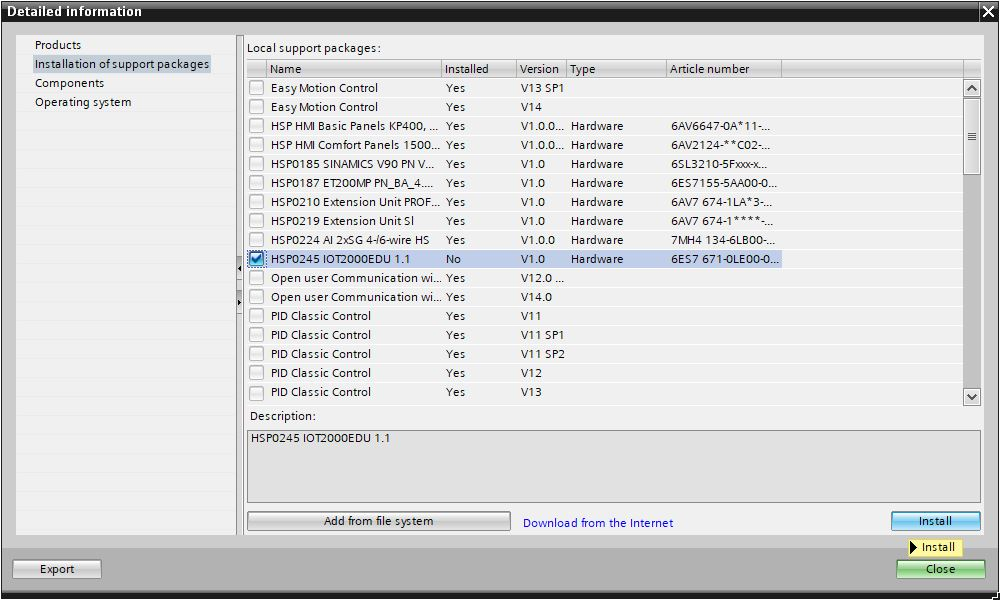 Detailed information
Products
Installation of support packages
Components
Operating system
Local support packages:
Name Installed Version Type Article number
Easy Motion Control Yes V13 SP1
Easy Motion Control Yes V14
HSP HMI Basic Panels KP400, ... Yes V1.0.0... Hardware 6AV6647-0A*11-...
HSP HMI Comfort Panels 1500... Yes V1.0.0... Hardware 6AV2124-**C02-...
HSP0185 SINAMICS V90 PN V... Yes V1.0 Hardware 6SL3210-5Fxxx-x...
HSP0187 ET200MP PN_BA_4.... Yes V1.0 Hardware 6ES7155-5AA00-0...
HSP0210 Extension Unit PROF... Yes V1.0 Hardware 6AV7 674-1LA*3-...
HSP0219 Extension Unit Sl Yes V1.0 Hardware 6AV7 674-1****-...
HSP0224 AI 2xSG 4-/6-wire HS Yes V1.0.0 Hardware 7MH4 134-6LB00-...
HSP0245 IOT2000EDU 1.1 No V1.0 Hardware 6ES7 671-0LE00-0...
Open user Communication wi... Yes V12.0 ...
Open user Communication wi... Yes V14.0
PID Classic Control Yes V11
PID Classic Control Yes V11 SP1
PID Classic Control Yes V11 SP2
PID Classic Control Yes V12
PID Classic Control Yes V13
Description:
HSP0245 IOT2000EDU 1.1
Add from file system Download from the Internet Install
Install
Export Close